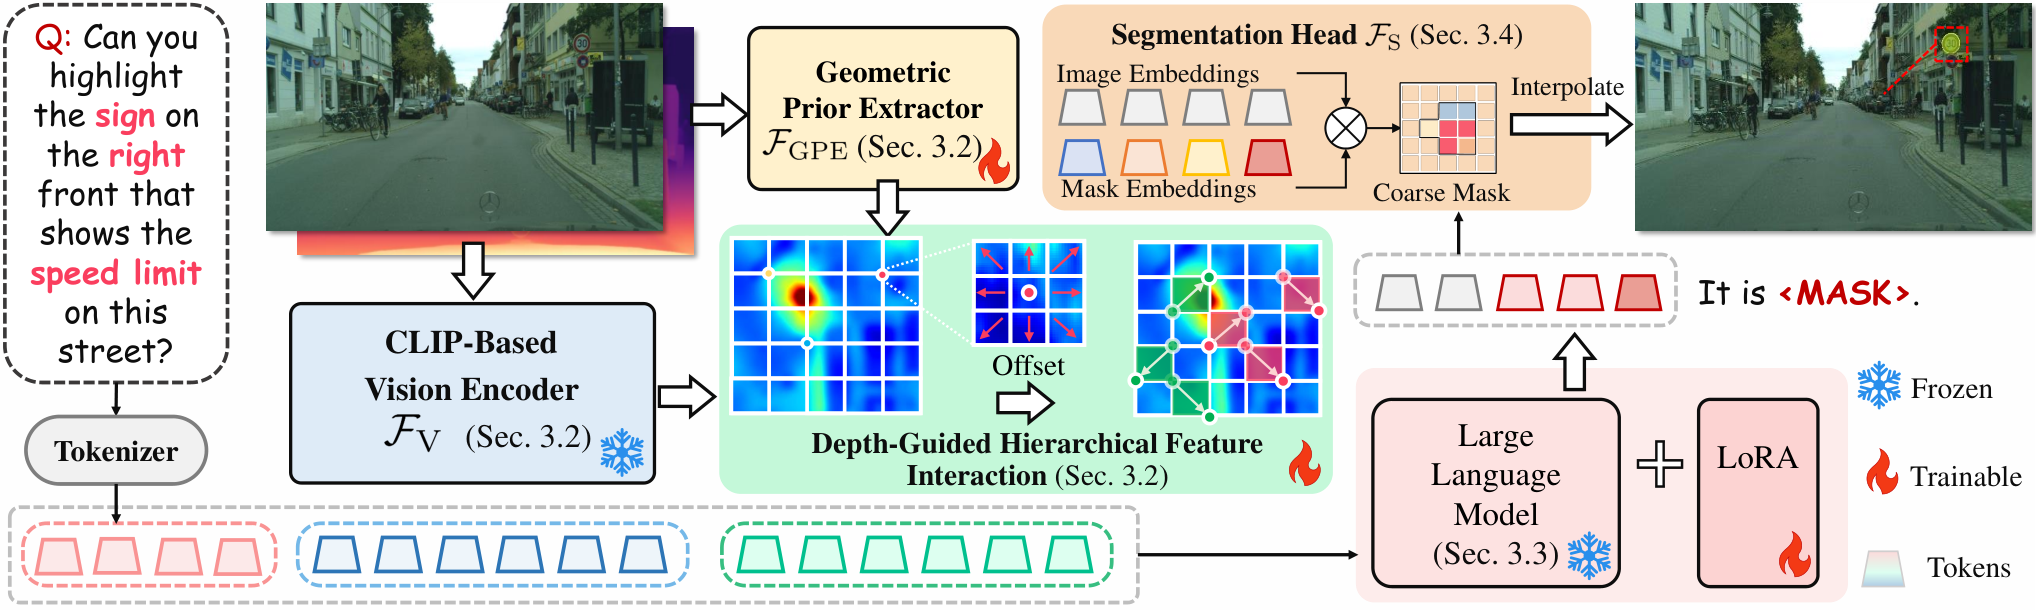 Q: Can you
highlight
the sign on
the right
front that
shows the
speed limit
on this
street?
Tokenizer
CLIP-Based
Vision Encoder
𝓕V (Sec. 3.2)
Geometric
Prior Extractor
𝓕GPE (Sec. 3.2)
Offset
Depth-Guided Hierarchical Feature
Interaction (Sec. 3.2)
Segmentation Head 𝓕S (Sec. 3.4)
Image Embeddings
Mask Embeddings
Coarse Mask
Interpolate
It is <MASK>.
Large
Language
Model
(Sec. 3.3)
LoRA
Frozen
Trainable
Tokens
30